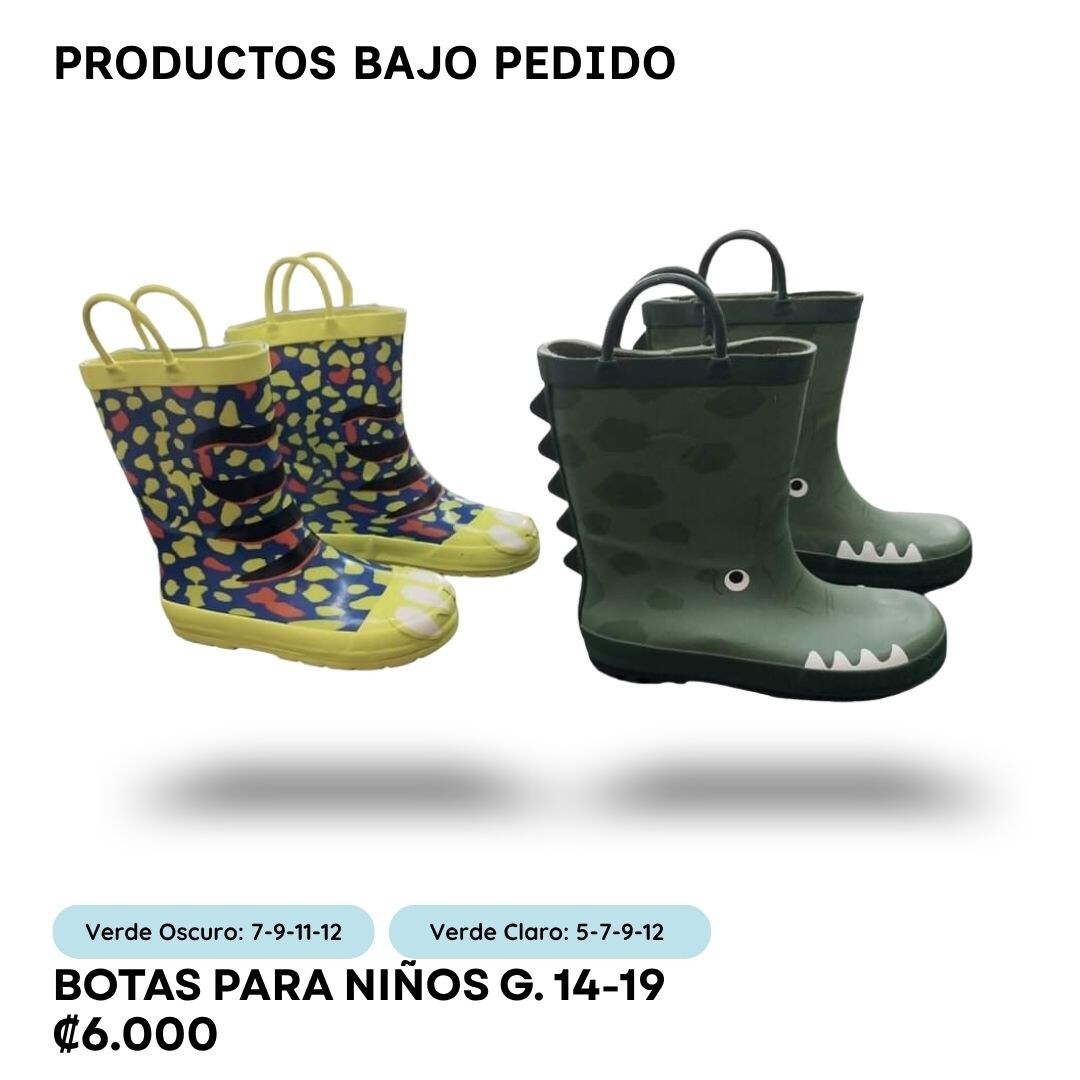 PRODUCTOS BAJO PEDIDO
Verde Oscuro: 7-9-11-12
Verde Claro: 5-7-9-12
BOTAS PARA NIÑOS G. 14-19
₡6.000